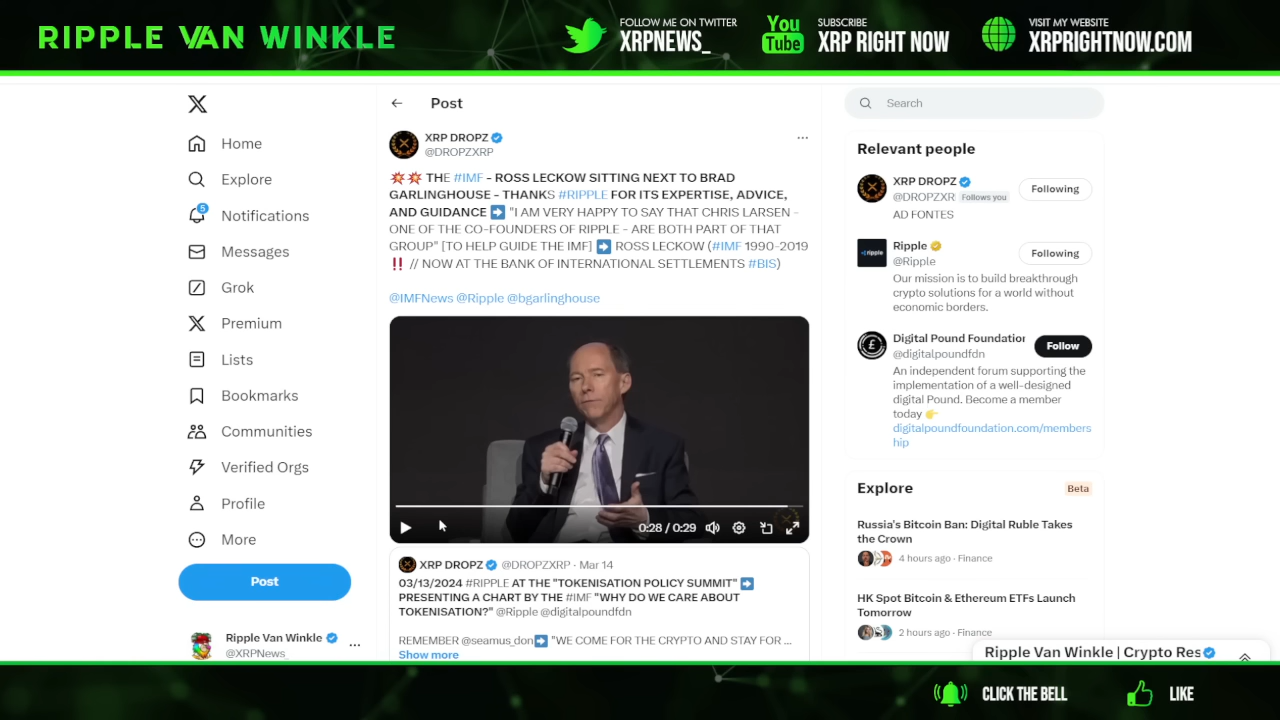 RIPPLE VAN WINKLE
FOLLOW ME ON TWITTER
XRPNEWS_
You
Tube
SUBSCRIBE
XRP RIGHT NOW
VISIT MY WEBSITE
XRPRIGHTNOW.COM
Home
Explore
5
Notifications
Messages
Grok
Premium
Lists
Bookmarks
Communities
Verified Orgs
Profile
More
Post
Ripple Van Winkle
@XRPNews_
Post
XRP DROPZ
@DROPZXRP
💥💥 THE #IMF - ROSS LECKOW SITTING NEXT TO BRAD
GARLINGHOUSE - THANKS #RIPPLE FOR ITS EXPERTISE, ADVICE,
AND GUIDANCE ➡️ "I AM VERY HAPPY TO SAY THAT CHRIS LARSEN -
ONE OF THE CO-FOUNDERS OF RIPPLE - ARE BOTH PART OF THAT
GROUP" [TO HELP GUIDE THE IMF] ➡️ ROSS LECKOW (#IMF 1990-2019
‼️ // NOW AT THE BANK OF INTERNATIONAL SETTLEMENTS #BIS)
@IMFNews @Ripple @bgarlinghouse
0:28 / 0:29
XRP DROPZ @DROPZXRP · Mar 14
03/13/2024 #RIPPLE AT THE "TOKENISATION POLICY SUMMIT" ➡️
PRESENTING A CHART BY THE #IMF "WHY DO WE CARE ABOUT
TOKENISATION?" @Ripple @digitalpoundfdn
REMEMBER @seamus_don➡️ "WE COME FOR THE CRYPTO AND STAY FOR ...
Show more
Search
Relevant people
XRP DROPZ
@DROPZXR Follows you
Following
AD FONTES
ripple
Ripple
@Ripple
Following
Our mission is to build breakthrough
crypto solutions for a world without
economic borders.
Digital Pound Foundation
@digitalpoundfdn
Follow
An independent forum supporting the
implementation of a well-designed
digital Pound. Become a member
today 👉
digitalpoundfoundation.com/members
hip
Explore
Beta
Russia's Bitcoin Ban: Digital Ruble Takes
the Crown
4 hours ago · Finance
HK Spot Bitcoin & Ethereum ETFs Launch
Tomorrow
2 hours ago · Finance
Ripple Van Winkle | Crypto Res
CLICK THE BELL
LIKE